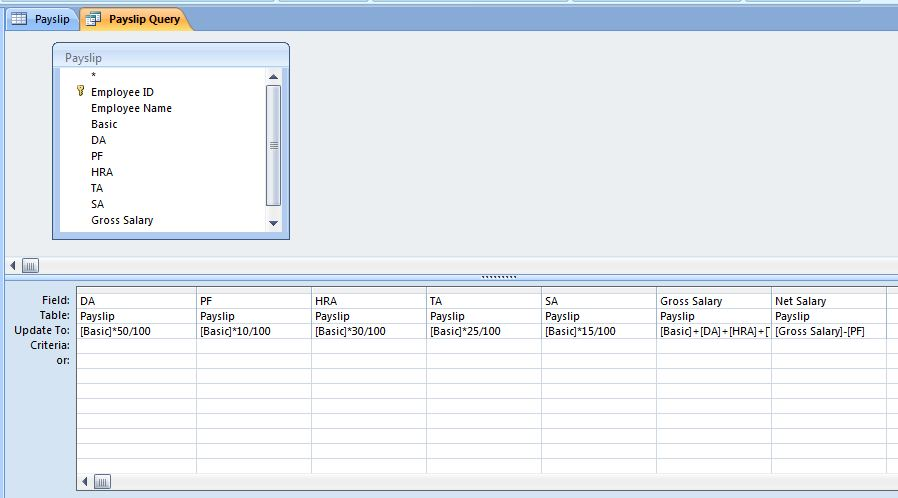 Payslip Payslip Query
Payslip
*
Employee ID
Employee Name
Basic
DA
PF
HRA
TA
SA
Gross Salary
Field: DA PF HRA TA SA Gross Salary Net Salary
Table: Payslip Payslip Payslip Payslip Payslip Payslip Payslip
Update To: [Basic]*50/100 [Basic]*10/100 [Basic]*30/100 [Basic]*25/100 [Basic]*15/100 [Basic]+[DA]+[HRA]+[ [Gross Salary]-[PF]
Criteria:
or: